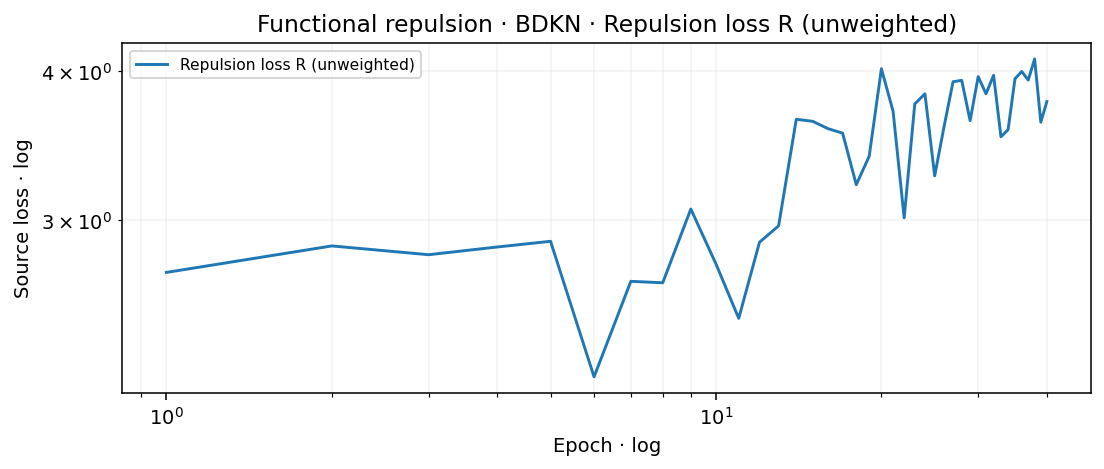 Functional repulsion · BDKN · Repulsion loss R (unweighted)
Repulsion loss R (unweighted)
4 × 10⁰
3 × 10⁰
Source loss · log
10⁰ 10¹
Epoch · log